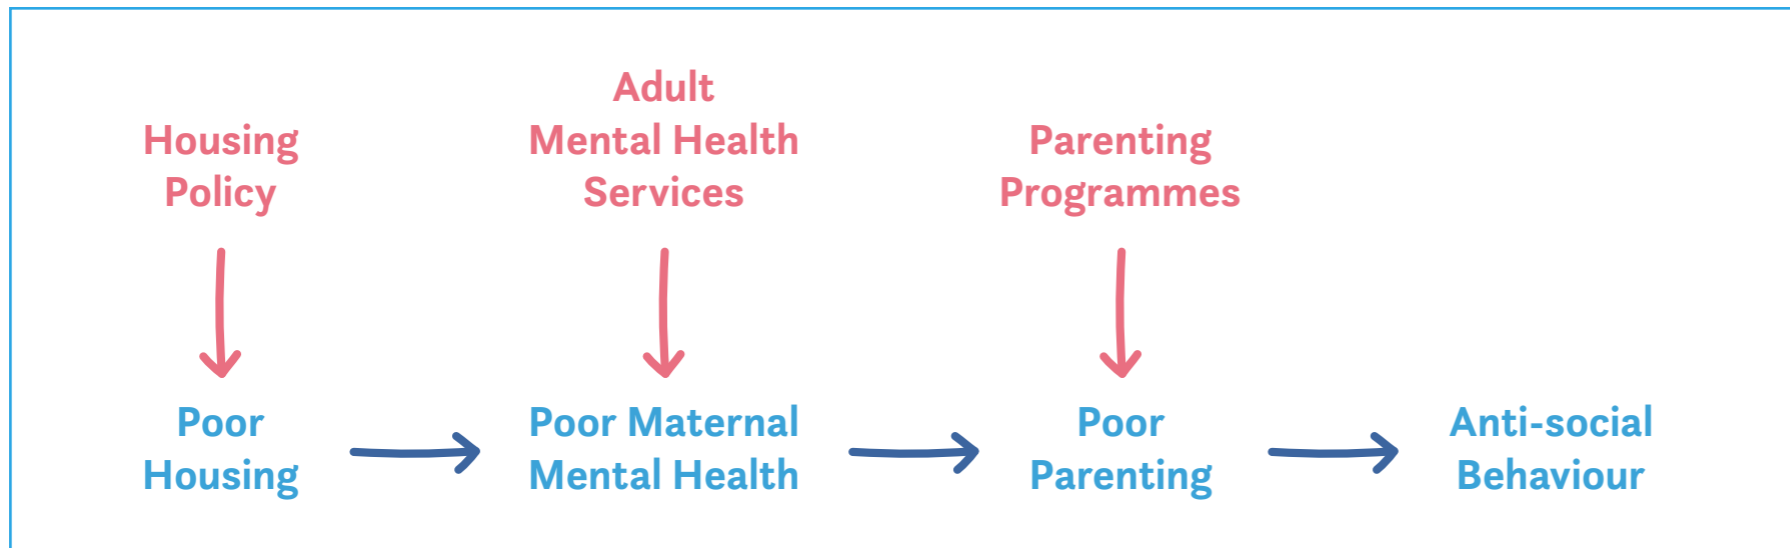 Housing
Policy
Adult
Mental Health
Services
Parenting
Programmes
Poor
Housing
Poor Maternal
Mental Health
Poor
Parenting
Anti-social
Behaviour